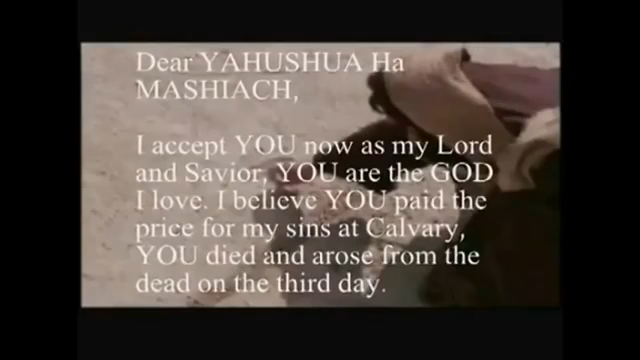 Dear YAHUSHUA Ha
MASHIACH,
I accept YOU now as my Lord
and Savior, YOU are the GOD
I love. I believe YOU paid the
price for my sins at Calvary,
YOU died and arose from the
dead on the third day.